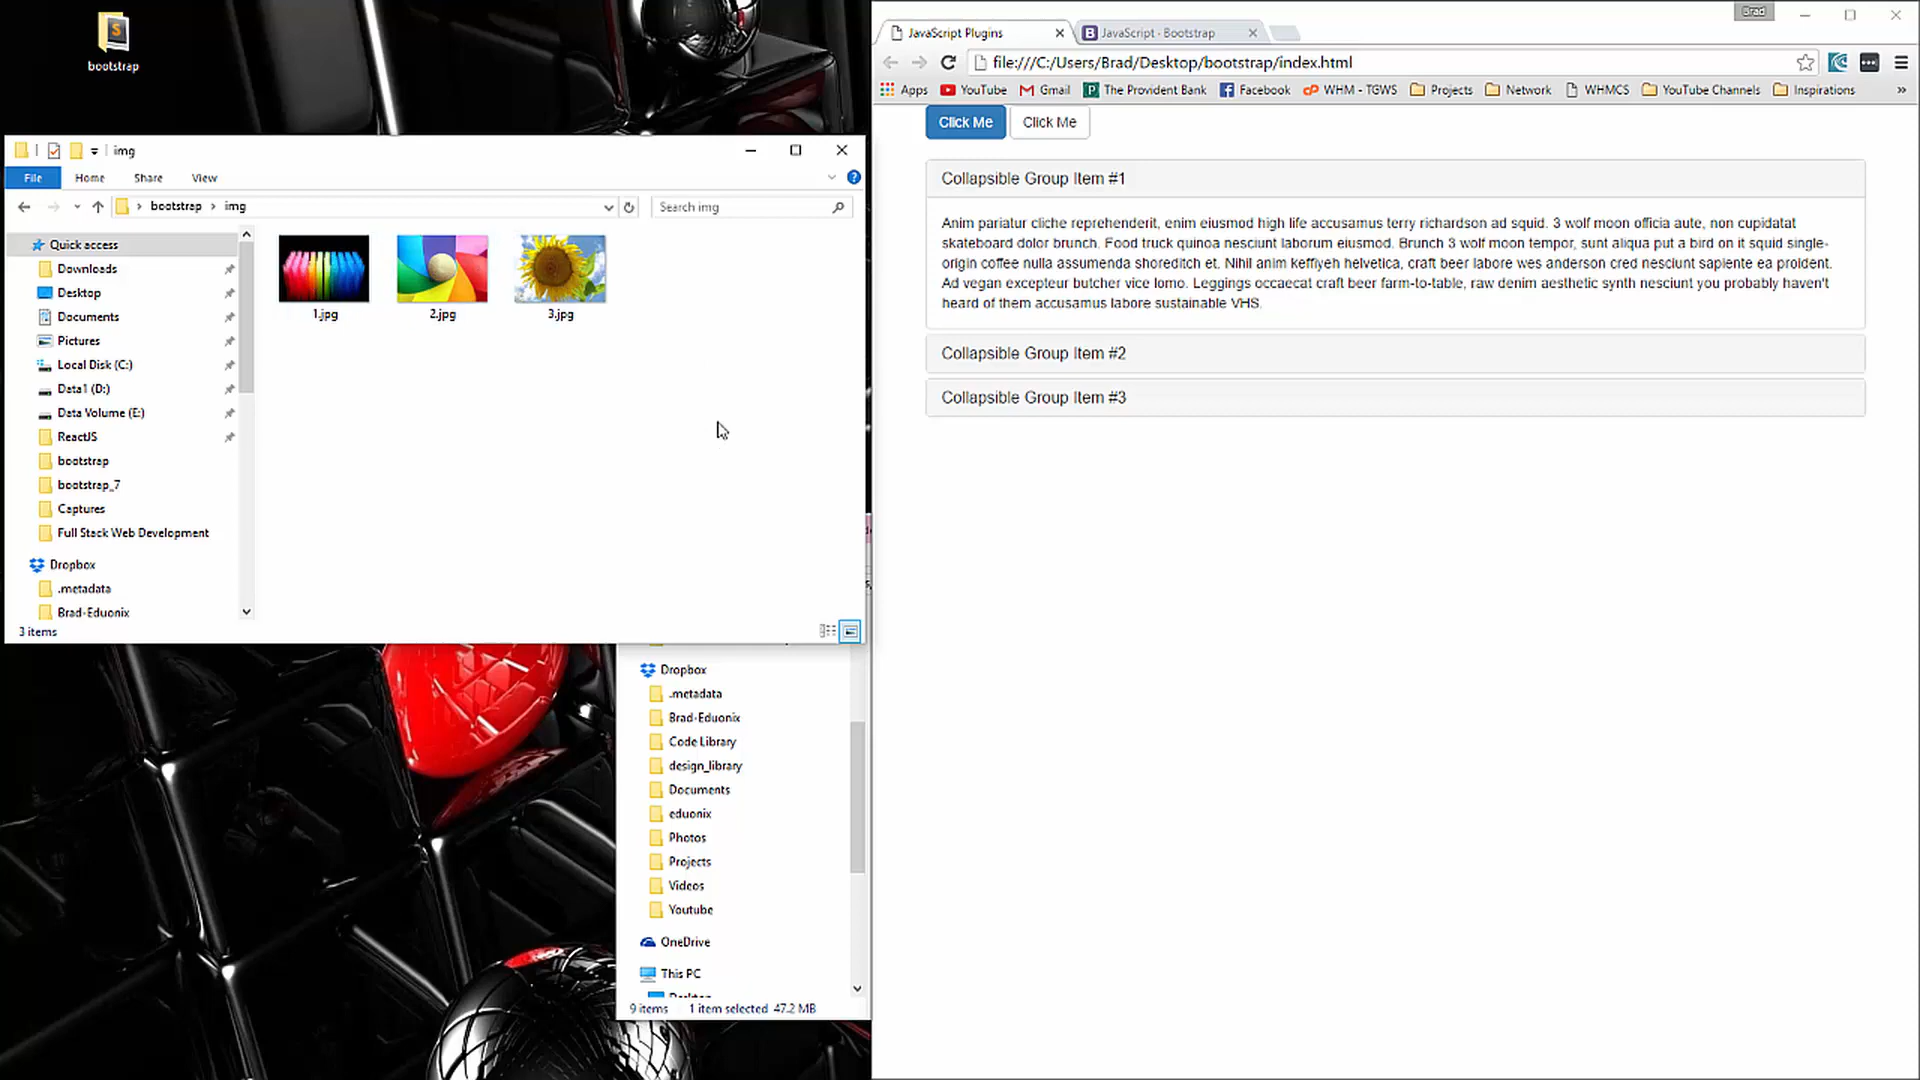 bootstrap
img
File Home Share View
bootstrap > img
Search img
Quick access
Downloads
Desktop
Documents
Pictures
Local Disk (C:)
Data1 (D:)
Data Volume (E:)
ReactJS
bootstrap
bootstrap_7
Captures
Full Stack Web Development
Dropbox
.metadata
Brad-Eduonix
1.jpg 2.jpg 3.jpg
3 items
Dropbox
.metadata
Brad-Eduonix
Code Library
design_library
Documents
eduonix
Photos
Projects
Videos
Youtube
OneDrive
This PC
Desktop
9 items 1 item selected 47.2 MB
Brad
JavaScript Plugins JavaScript · Bootstrap
file:///C:/Users/Brad/Desktop/bootstrap/index.html
Apps YouTube Gmail The Provident Bank Facebook WHM - TGWS Projects Network WHMCS YouTube Channels Inspirations »
Click Me Click Me
Collapsible Group Item #1
Anim pariatur cliche reprehenderit, enim eiusmod high life accusamus terry richardson ad squid. 3 wolf moon officia aute, non cupidatat
skateboard dolor brunch. Food truck quinoa nesciunt laborum eiusmod. Brunch 3 wolf moon tempor, sunt aliqua put a bird on it squid single-
origin coffee nulla assumenda shoreditch et. Nihil anim keffiyeh helvetica, craft beer labore wes anderson cred nesciunt sapiente ea proident.
Ad vegan excepteur butcher vice lomo. Leggings occaecat craft beer farm-to-table, raw denim aesthetic synth nesciunt you probably haven't
heard of them accusamus labore sustainable VHS.
Collapsible Group Item #2
Collapsible Group Item #3